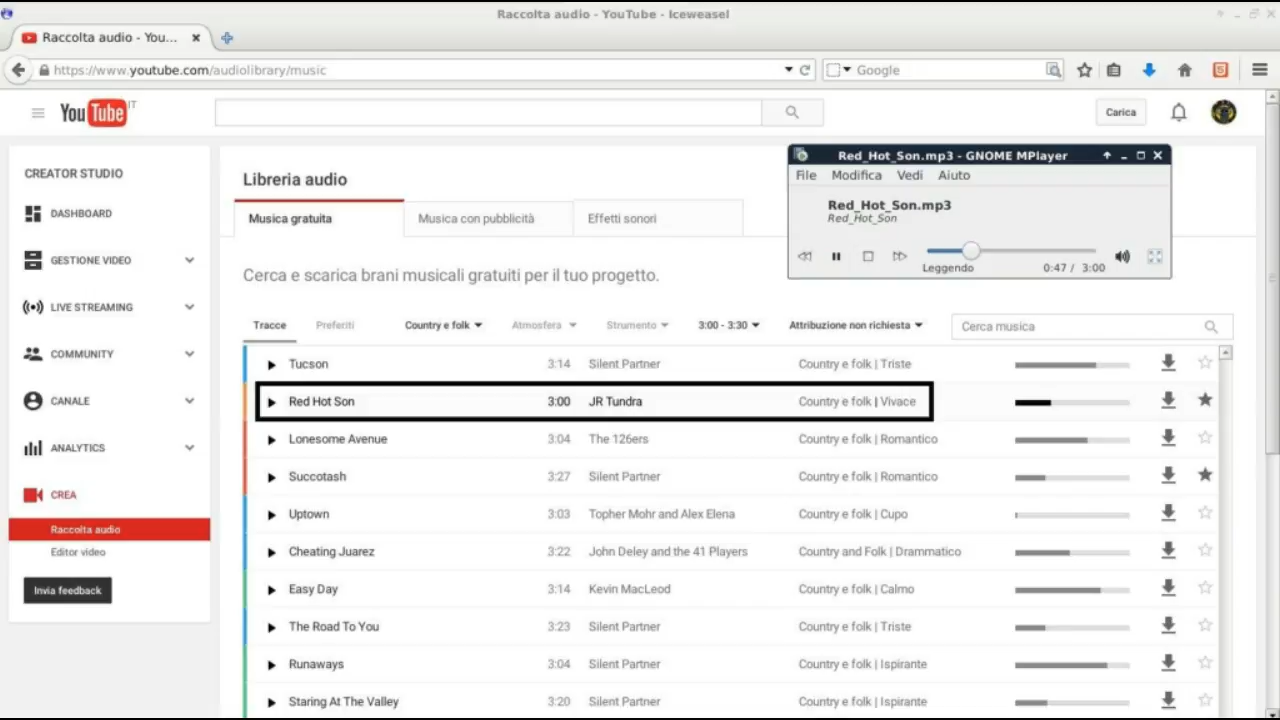 Raccolta audio - YouTube - Iceweasel
Raccolta audio - You...
https://www.youtube.com/audiolibrary/music
Google
YouTube IT
Carica
CREATOR STUDIO
DASHBOARD
GESTIONE VIDEO
LIVE STREAMING
COMMUNITY
CANALE
ANALYTICS
CREA
Raccolta audio
Editor video
Invia feedback
Libreria audio
Musica gratuita Musica con pubblicità Effetti sonori
Cerca e scarica brani musicali gratuiti per il tuo progetto.
Red_Hot_Son.mp3 - GNOME MPlayer
File Modifica Vedi Aiuto
Red_Hot_Son.mp3
Red_Hot_Son
Leggendo 0:47 / 3:00
Tracce Preferiti Country e folk Atmosfera Strumento 3:00 - 3:30 Attribuzione non richiesta Cerca musica
Tucson 3:14 Silent Partner Country e folk | Triste
Red Hot Son 3:00 JR Tundra Country e folk | Vivace
Lonesome Avenue 3:04 The 126ers Country e folk | Romantico
Succotash 3:27 Silent Partner Country e folk | Romantico
Uptown 3:03 Topher Mohr and Alex Elena Country e folk | Cupo
Cheating Juarez 3:22 John Deley and the 41 Players Country and Folk | Drammatico
Easy Day 3:14 Kevin MacLeod Country e folk | Calmo
The Road To You 3:23 Silent Partner Country e folk | Triste
Runaways 3:04 Silent Partner Country e folk | Ispirante
Staring At The Valley 3:20 Silent Partner Country e folk | Ispirante